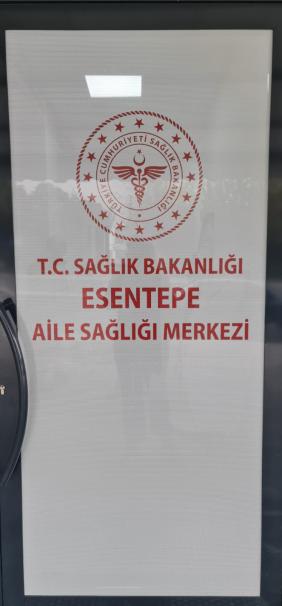 TÜRKİYE CUMHURİYETİ SAĞLIK BAKANLIĞI
T.C. SAĞLIK BAKANLIĞI
ESENTEPE
AİLE SAĞLIĞI MERKEZİ